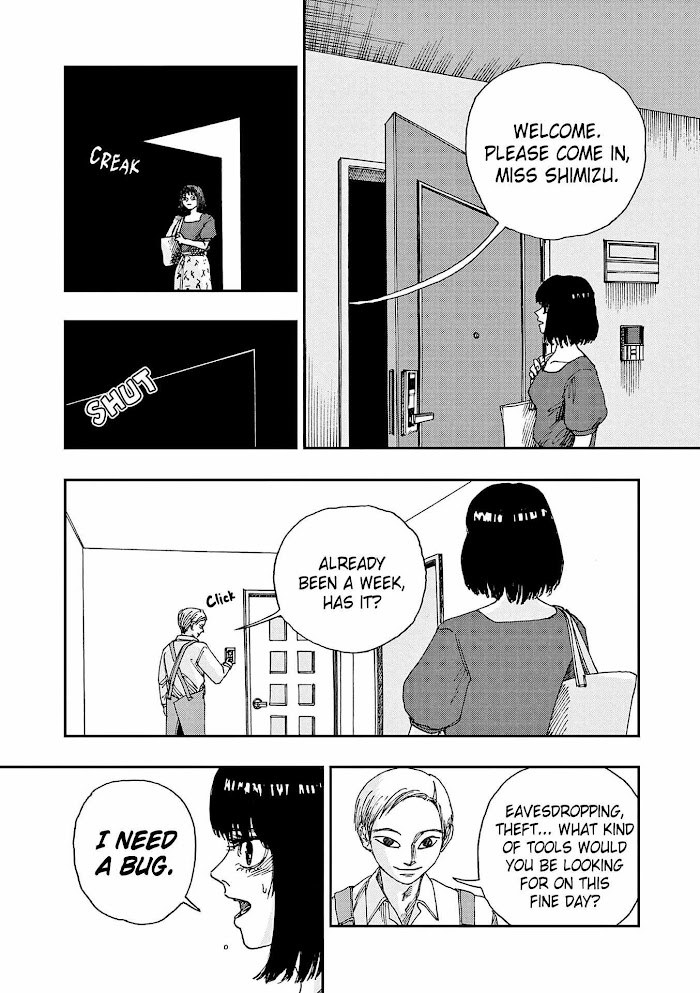 WELCOME.
PLEASE COME IN,
MISS SHIMIZU.
CREAK
SHUT
ALREADY
BEEN A WEEK,
HAS IT?
Click
EAVESDROPPING,
THEFT... WHAT KIND
OF TOOLS WOULD
YOU BE LOOKING
FOR ON THIS
FINE DAY?
I NEED
A BUG.